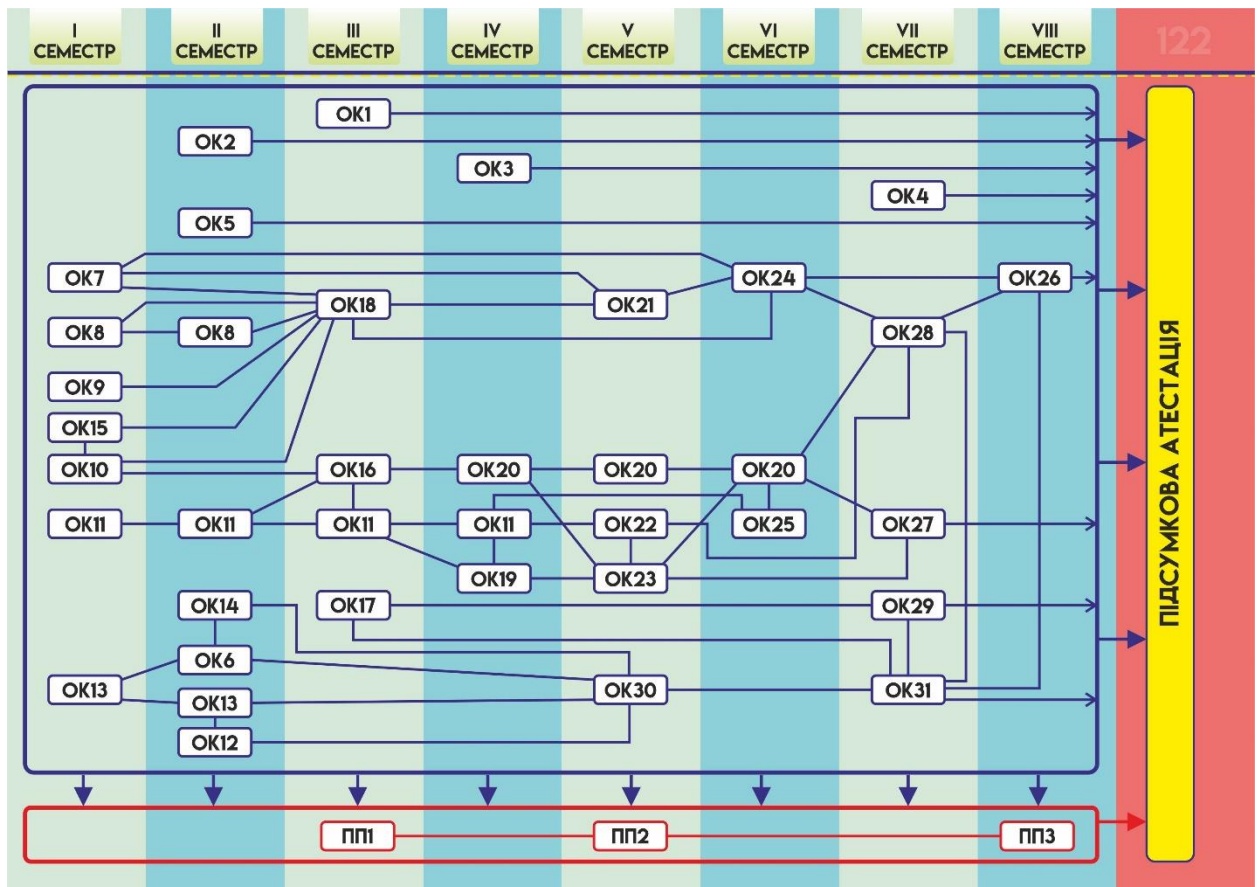 I
СЕМЕСТР
II
СЕМЕСТР
III
СЕМЕСТР
IV
СЕМЕСТР
V
СЕМЕСТР
VI
СЕМЕСТР
VII
СЕМЕСТР
VIII
СЕМЕСТР
122
ОК1
ОК2
ОК3
ОК4
ОК5
ОК7
ОК24
ОК26
ОК18
ОК21
ОК8
ОК8
ОК28
ОК9
ОК15
ОК10
ОК16
ОК20
ОК20
ОК20
ОК11
ОК11
ОК11
ОК11
ОК22
ОК25
ОК27
ОК19
ОК23
ОК14
ОК17
ОК29
ОК6
ОК13
ОК30
ОК31
ОК13
ОК12
ПП1
ПП2
ПП3
ПІДСУМКОВА АТЕСТАЦІЯ